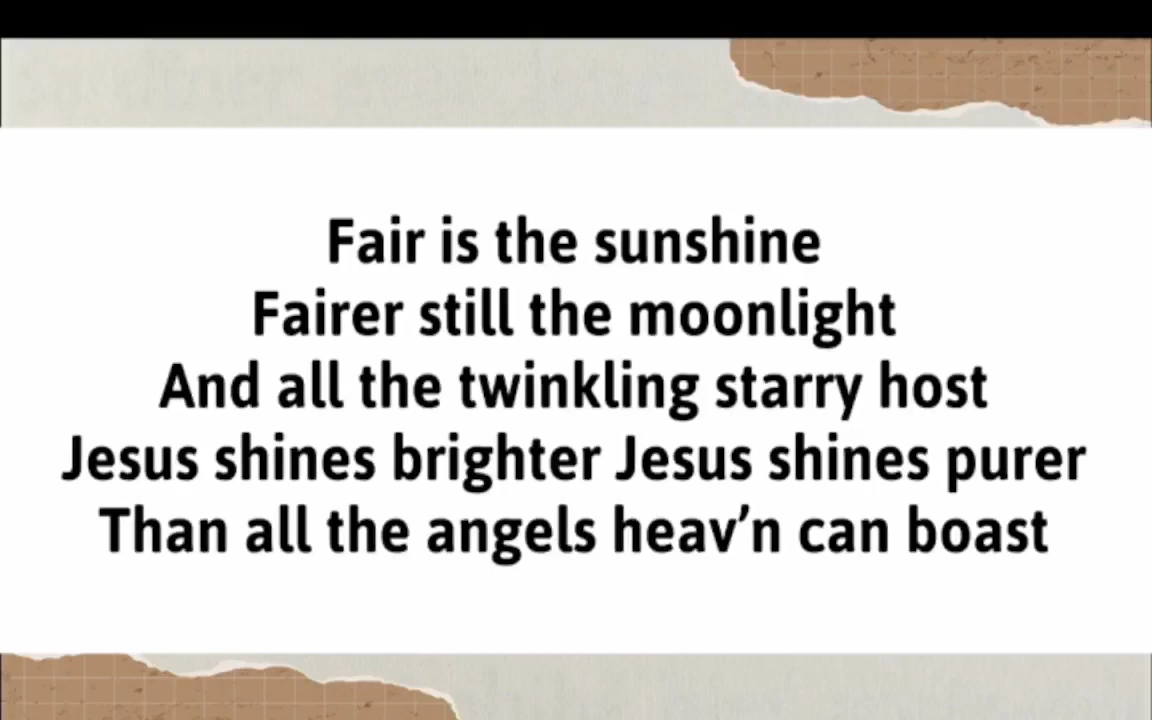 Fair is the sunshine
Fairer still the moonlight
And all the twinkling starry host
Jesus shines brighter Jesus shines purer
Than all the angels heav’n can boast